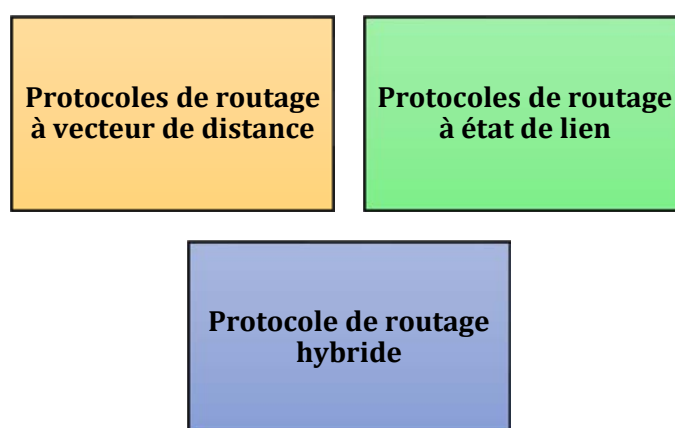 Protocoles de routage
à vecteur de distance
Protocoles de routage
à état de lien
Protocole de routage
hybride